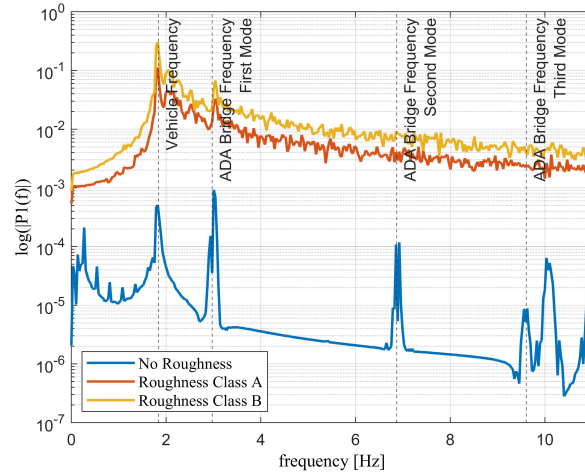 10^0
10^-1
10^-2
10^-3
10^-4
10^-5
10^-6
10^-7
log(|P1(f)|)
Vehicle Frequency
ADA Bridge Frequency
First Mode
ADA Bridge Frequency
Second Mode
ADA Bridge Frequency
Third Mode
No Roughness
Roughness Class A
Roughness Class B
0 2 4 6 8 10
frequency [Hz]